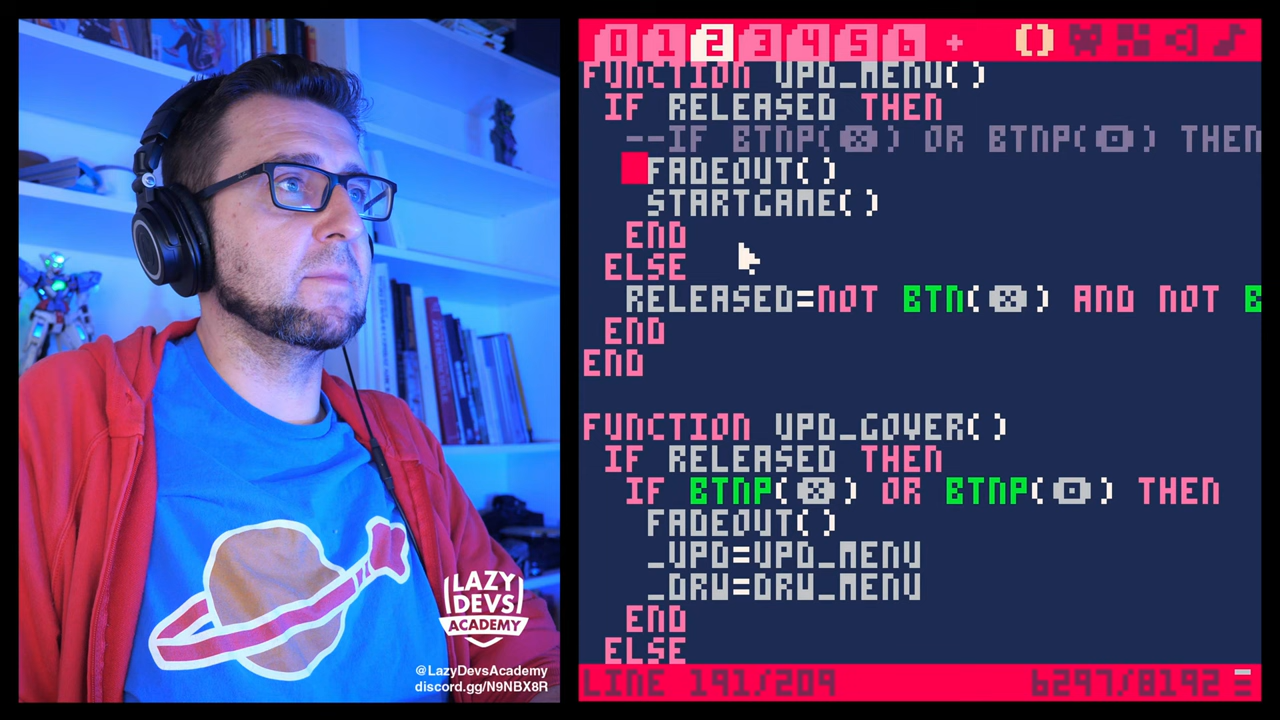 LAZY
DEVS
ACADEMY
@LazyDevsAcademy
discord.gg/N9NBX8R
0 1 2 3 4 5 6 +
FUNCTION UPD_MENU()
IF RELEASED THEN
--IF BTNP(❎) OR BTNP(🅾️) THEN
FADEOUT()
STARTGAME()
END
ELSE
RELEASED=NOT BTN(❎) AND NOT B
END
END
FUNCTION UPD_GOVER()
IF RELEASED THEN
IF BTNP(❎) OR BTNP(🅾️) THEN
FADEOUT()
_UPD=UPD_MENU
_DRW=DRW_MENU
END
ELSE
LINE 191/209
6297/8192